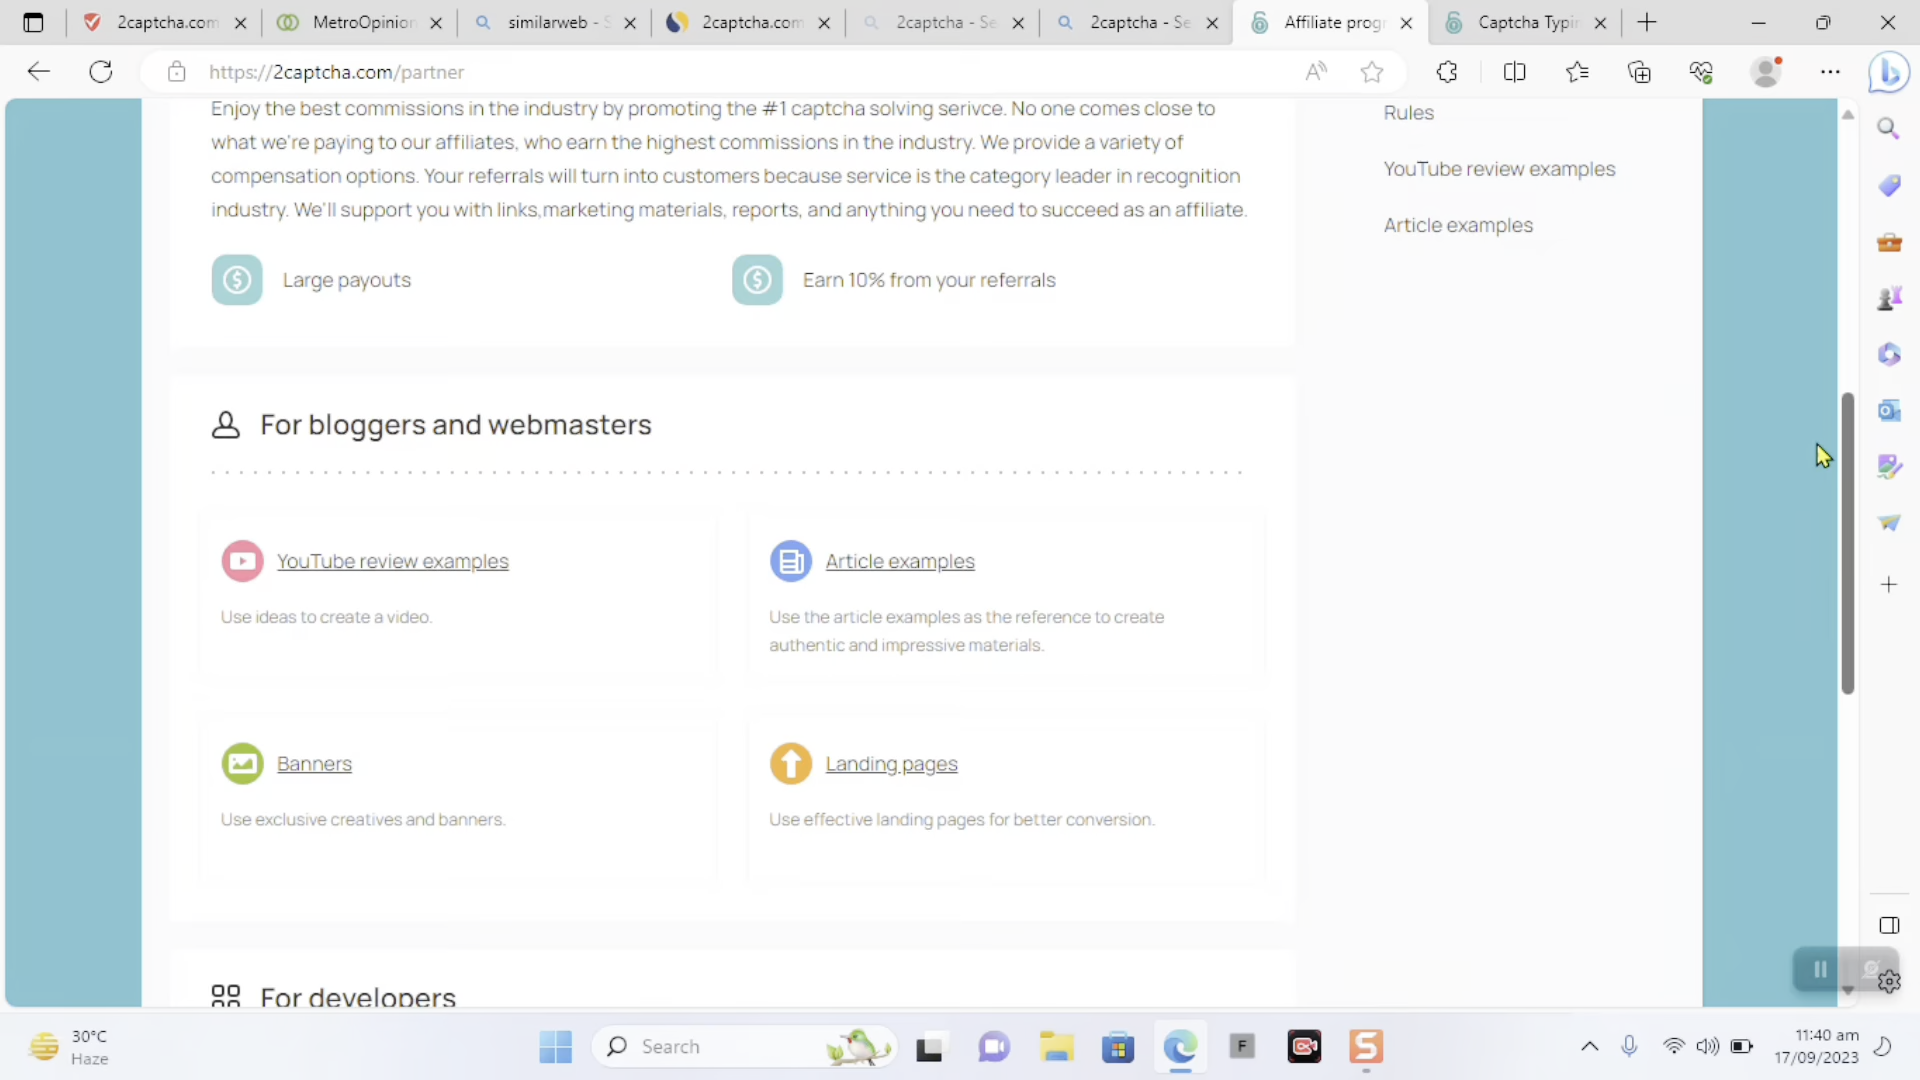 2captcha.com
MetroOpinion
similarweb - S
2captcha.com
2captcha - Se
2captcha - Se
Affiliate progr
Captcha Typin
https://2captcha.com/partner
Enjoy the best commissions in the industry by promoting the #1 captcha solving serivce. No one comes close to
what we're paying to our affiliates, who earn the highest commissions in the industry. We provide a variety of
compensation options. Your referrals will turn into customers because service is the category leader in recognition
industry. We'll support you with links,marketing materials, reports, and anything you need to succeed as an affiliate.
Large payouts
Earn 10% from your referrals
Rules
YouTube review examples
Article examples
For bloggers and webmasters
YouTube review examples
Use ideas to create a video.
Article examples
Use the article examples as the reference to create
authentic and impressive materials.
Banners
Use exclusive creatives and banners.
Landing pages
Use effective landing pages for better conversion.
For developers
30°C
Haze
Search
F
11:40 am
17/09/2023